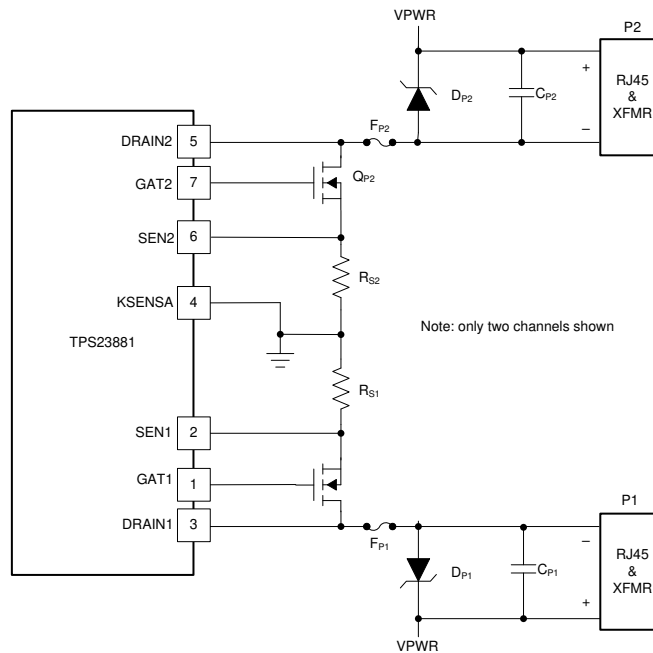 VPWR
P2
RJ45
&
XFMR
+
–
DP2
CP2
FP2
DRAIN2
5
GAT2
7
QP2
SEN2
6
RS2
KSENSA
4
Note: only two channels shown
TPS23881
RS1
SEN1
2
GAT1
1
DRAIN1
3
FP1
P1
RJ45
&
XFMR
–
+
DP1
CP1
VPWR